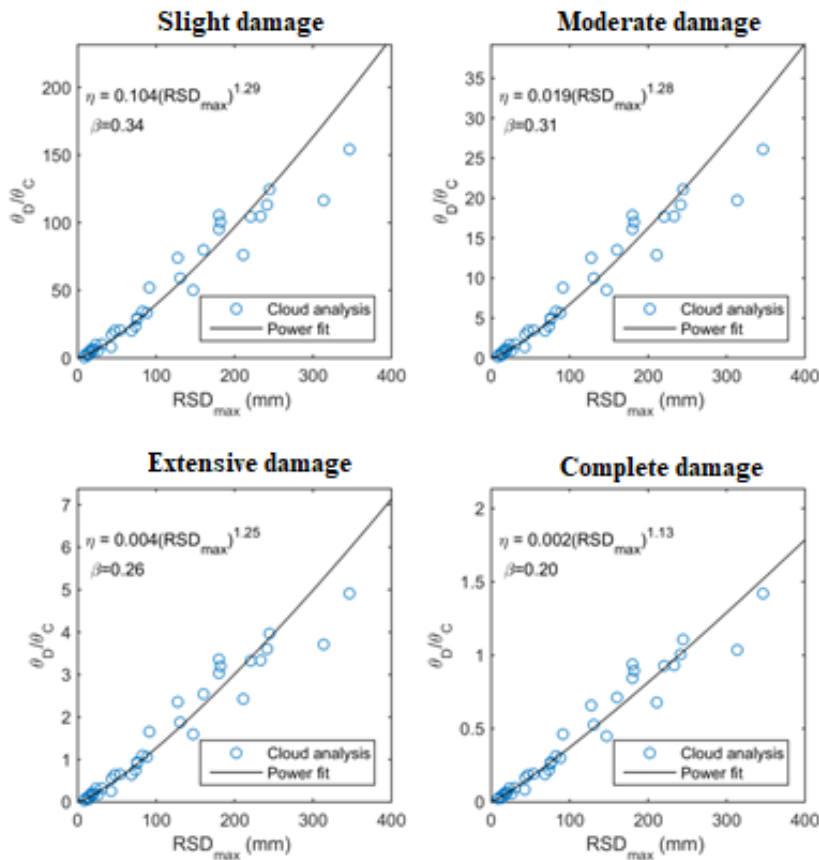 Slight damage
η = 0.104(RSD_max)^1.29
β=0.34
θ_D/θ_C
200
150
100
50
0
Cloud analysis
Power fit
0 100 200 300 400
RSD_max (mm)
Moderate damage
η = 0.019(RSD_max)^1.28
β=0.31
θ_D/θ_C
35
30
25
20
15
10
5
0
Cloud analysis
Power fit
0 100 200 300 400
RSD_max (mm)
Extensive damage
η = 0.004(RSD_max)^1.25
β=0.26
θ_D/θ_C
7
6
5
4
3
2
1
0
Cloud analysis
Power fit
0 100 200 300 400
RSD_max (mm)
Complete damage
η = 0.002(RSD_max)^1.13
β=0.20
θ_D/θ_C
2
1.5
1
0.5
0
Cloud analysis
Power fit
0 100 200 300 400
RSD_max (mm)